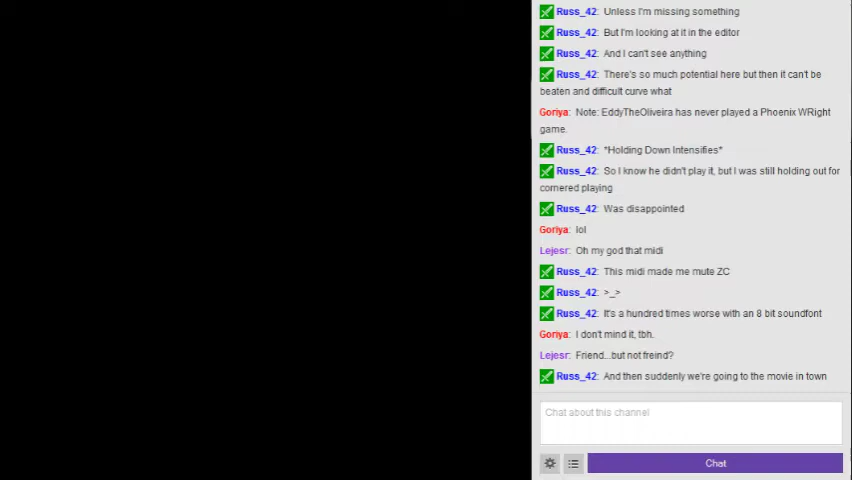 Russ_42: Unless I'm missing something
Russ_42: But I'm looking at it in the editor
Russ_42: And I can't see anything
Russ_42: There's so much potential here but then it can't be
beaten and difficult curve what
Goriya: Note: EddyTheOliveira has never played a Phoenix WRight
game.
Russ_42: *Holding Down Intensifies*
Russ_42: So I know he didn't play it, but I was still holding out for
cornered playing
Russ_42: Was disappointed
Goriya: lol
Lejesr: Oh my god that midi
Russ_42: This midi made me mute ZC
Russ_42: >_>
Russ_42: It's a hundred times worse with an 8 bit soundfont
Goriya: I don't mind it, tbh.
Lejesr: Friend...but not freind?
Russ_42: And then suddenly we're going to the movie in town
Chat about this channel
Chat